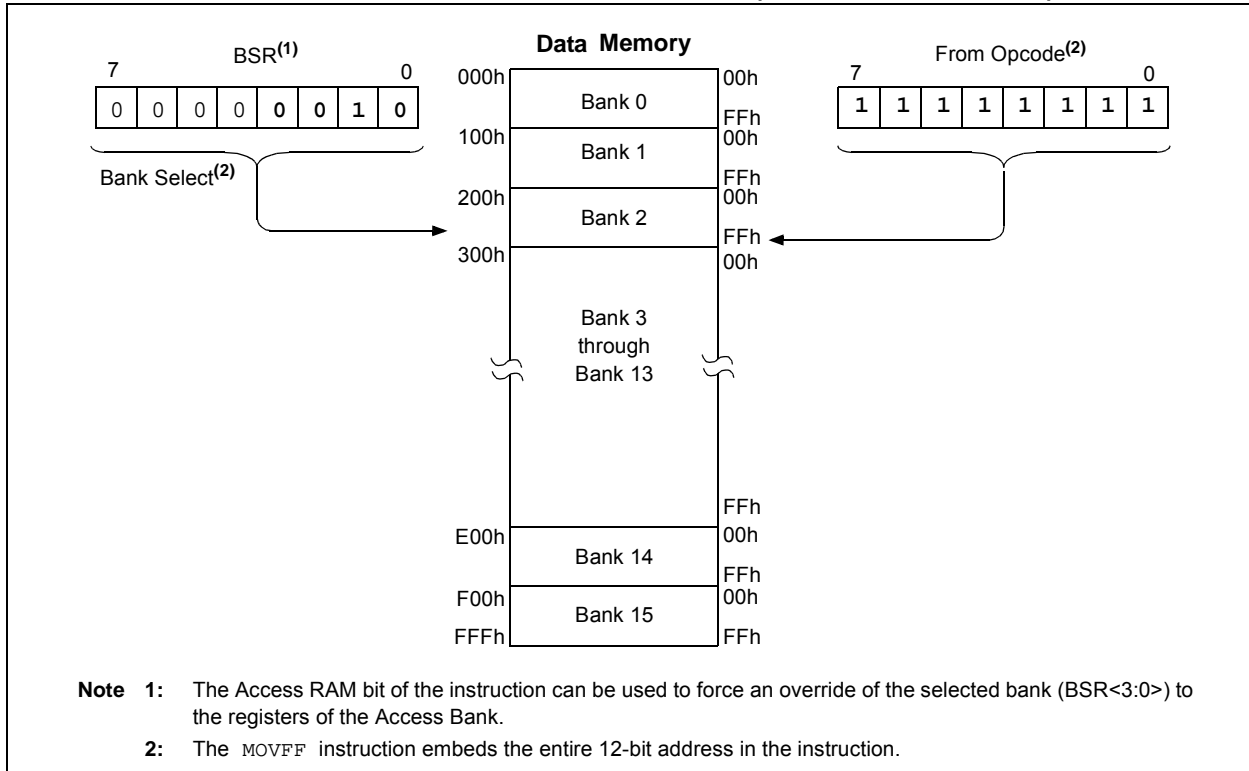 Data Memory
BSR(1)
7 0
0 0 0 0 0 0 1 0
Bank Select(2)
From Opcode(2)
7 0
1 1 1 1 1 1 1 1
000h Bank 0 00h
FFh
100h Bank 1 00h
FFh
200h Bank 2 00h
FFh
300h 00h
Bank 3
through
Bank 13
FFh
E00h Bank 14 00h
FFh
F00h Bank 15 00h
FFFh FFh
Note 1: The Access RAM bit of the instruction can be used to force an override of the selected bank (BSR<3:0>) to
the registers of the Access Bank.
2: The MOVFF instruction embeds the entire 12-bit address in the instruction.